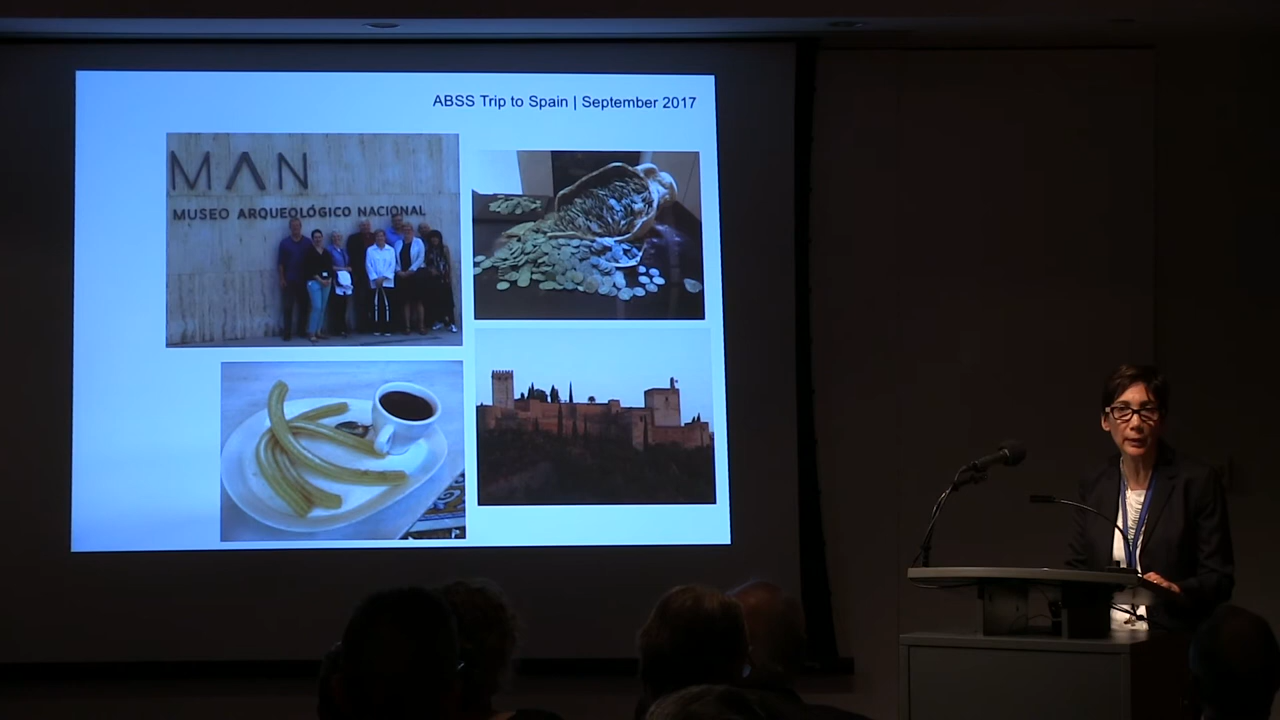 ABSS Trip to Spain | September 2017
MAN
MUSEO ARQUEOLÓGICO NACIONAL